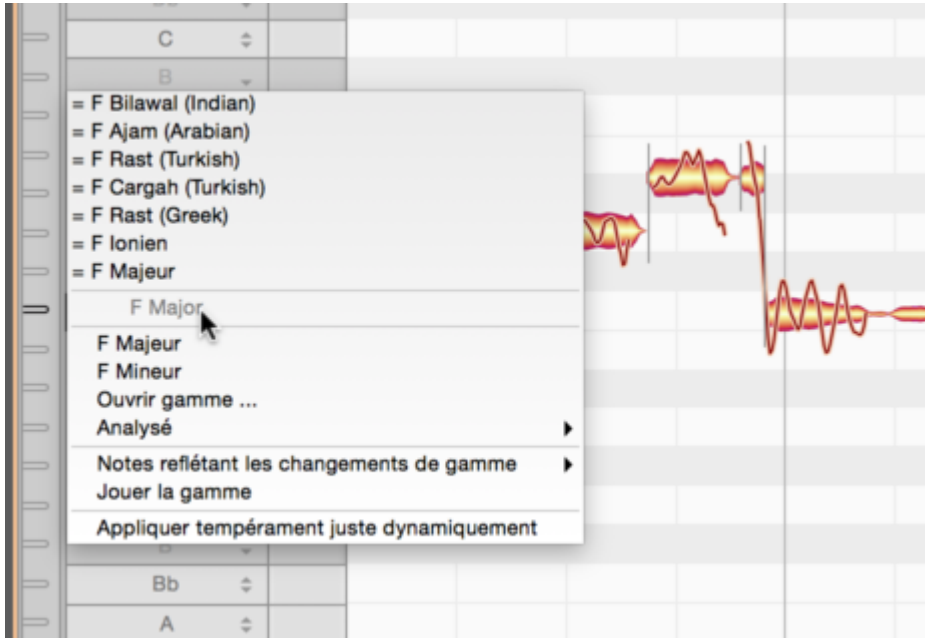 C
B
= F Bilawal (Indian)
= F Ajam (Arabian)
= F Rast (Turkish)
= F Cargah (Turkish)
= F Rast (Greek)
= F Ionien
= F Majeur
F Major
F Majeur
F Mineur
Ouvrir gamme ...
Analysé
Notes reflétant les changements de gamme
Jouer la gamme
Appliquer tempérament juste dynamiquement
Bb
A